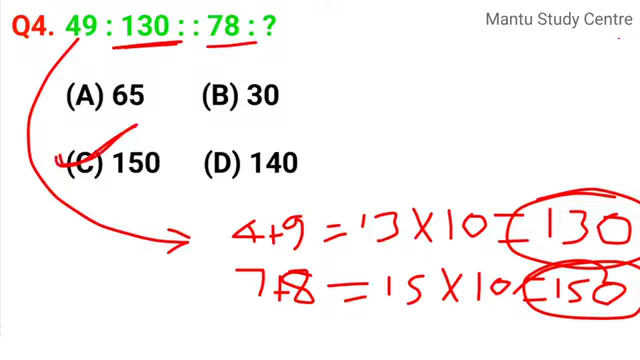 Mantu Study Centre
Q4. 49 : 130 : : 78 : ?
(A) 65 (B) 30
(C) 150 (D) 140
4+9 = 13 X 10 = 130
7+8 = 15 X 10 = 150